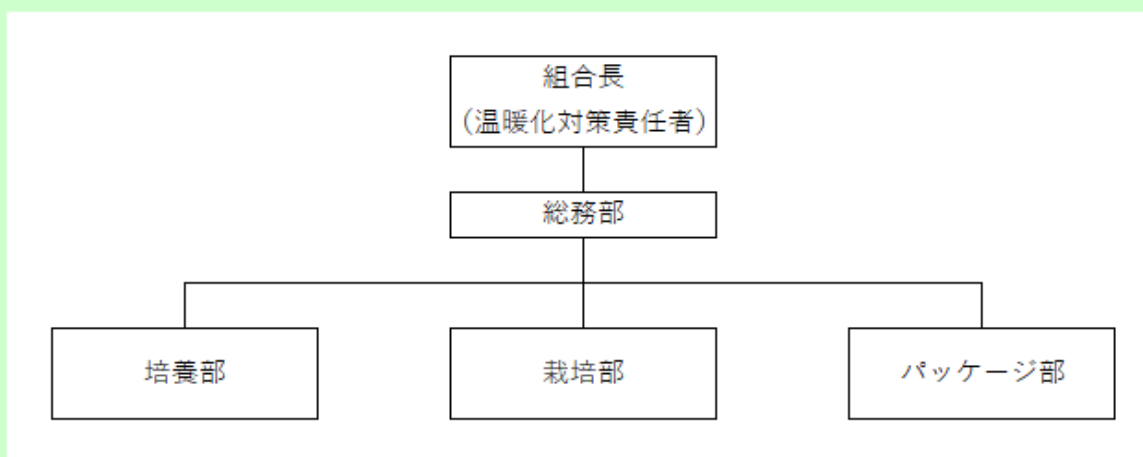 組合長
（温暖化対策責任者）
総務部
培養部
栽培部
パッケージ部